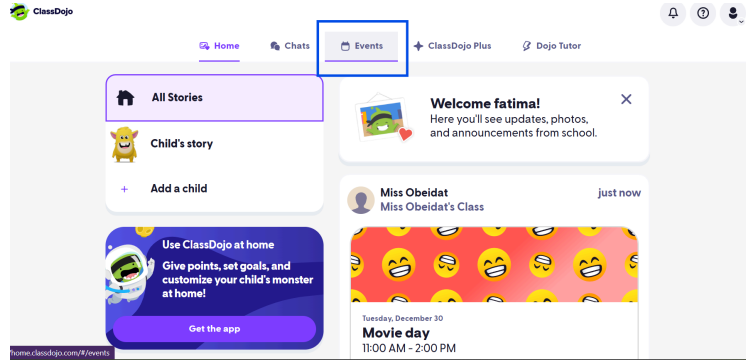 ClassDojo
Home
Chats
Events
ClassDojo Plus
Dojo Tutor
All Stories
Child's story
+ Add a child
Use ClassDojo at home
Give points, set goals, and
customize your child's monster
at home!
Get the app
Welcome fatima!
Here you'll see updates, photos,
and announcements from school.
Miss Obeidat
just now
Miss Obeidat's Class
Tuesday, December 30
Movie day
11:00 AM - 2:00 PM
home.classdojo.com/#/events